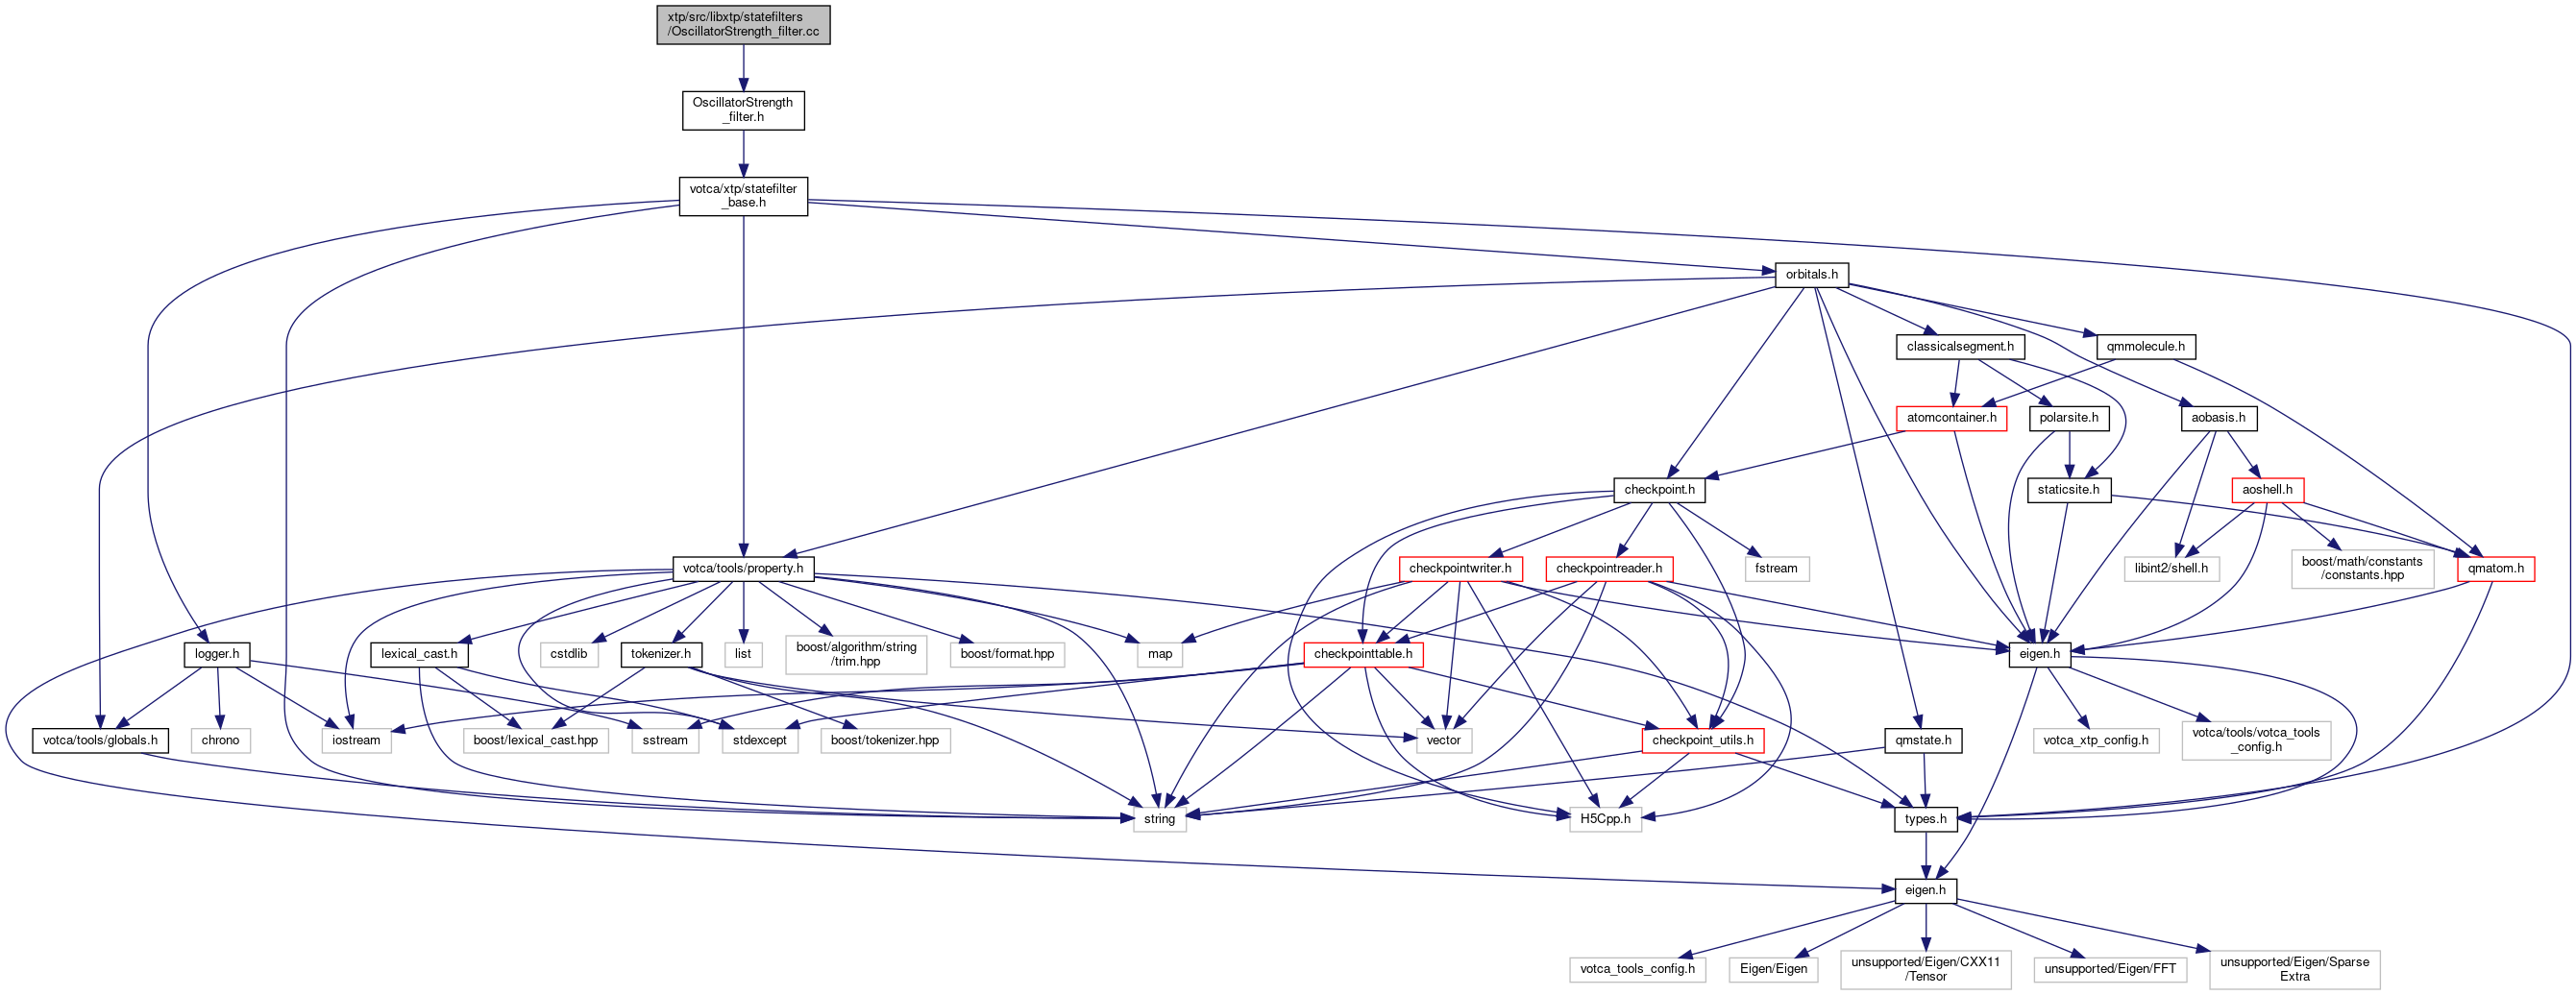 xtp/src/libxtp/statefilters
/OscillatorStrength_filter.cc
OscillatorStrength
_filter.h
votca/xtp/statefilter
_base.h
orbitals.h
classicalsegment.h
qmmolecule.h
atomcontainer.h
polarsite.h
aobasis.h
checkpoint.h
staticsite.h
aoshell.h
votca/tools/property.h
checkpointwriter.h
checkpointreader.h
fstream
libint2/shell.h
boost/math/constants
/constants.hpp
qmatom.h
logger.h
lexical_cast.h
cstdlib
tokenizer.h
list
boost/algorithm/string
/trim.hpp
boost/format.hpp
map
checkpointtable.h
eigen.h
votca/tools/globals.h
chrono
iostream
boost/lexical_cast.hpp
sstream
stdexcept
boost/tokenizer.hpp
vector
checkpoint_utils.h
qmstate.h
votca_xtp_config.h
votca/tools/votca_tools
_config.h
string
H5Cpp.h
types.h
eigen.h
votca_tools_config.h
Eigen/Eigen
unsupported/Eigen/CXX11
/Tensor
unsupported/Eigen/FFT
unsupported/Eigen/Sparse
Extra